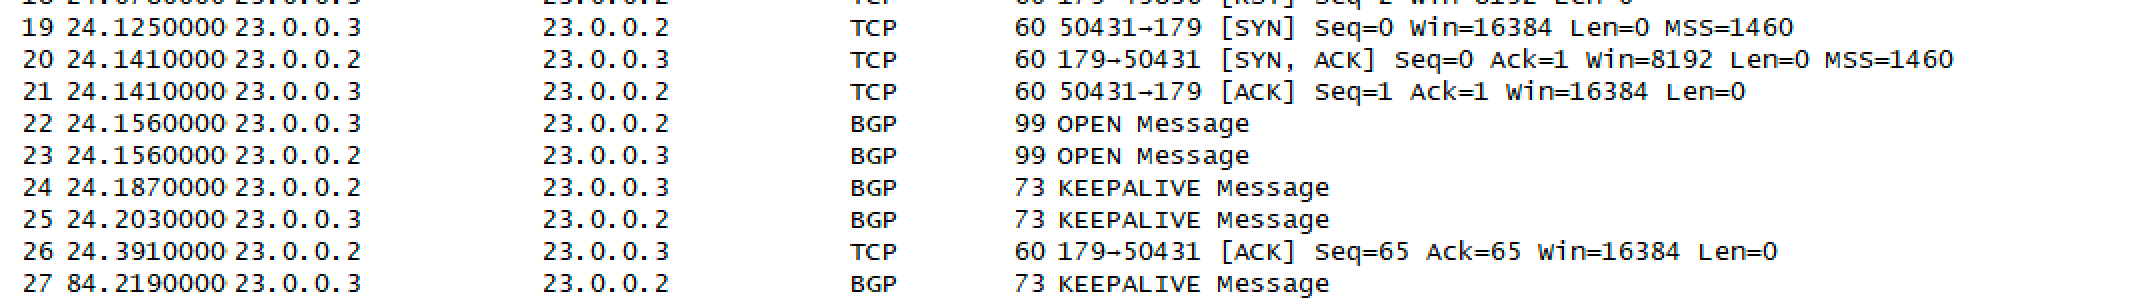 19 24.1250000 23.0.0.3 23.0.0.2 TCP 60 50431→179 [SYN] Seq=0 Win=16384 Len=0 MSS=1460
20 24.1410000 23.0.0.2 23.0.0.3 TCP 60 179→50431 [SYN, ACK] Seq=0 Ack=1 Win=8192 Len=0 MSS=1460
21 24.1410000 23.0.0.3 23.0.0.2 TCP 60 50431→179 [ACK] Seq=1 Ack=1 Win=16384 Len=0
22 24.1560000 23.0.0.3 23.0.0.2 BGP 99 OPEN Message
23 24.1560000 23.0.0.2 23.0.0.3 BGP 99 OPEN Message
24 24.1870000 23.0.0.2 23.0.0.3 BGP 73 KEEPALIVE Message
25 24.2030000 23.0.0.3 23.0.0.2 BGP 73 KEEPALIVE Message
26 24.3910000 23.0.0.2 23.0.0.3 TCP 60 179→50431 [ACK] Seq=65 Ack=65 Win=16384 Len=0
27 84.2190000 23.0.0.3 23.0.0.2 BGP 73 KEEPALIVE Message